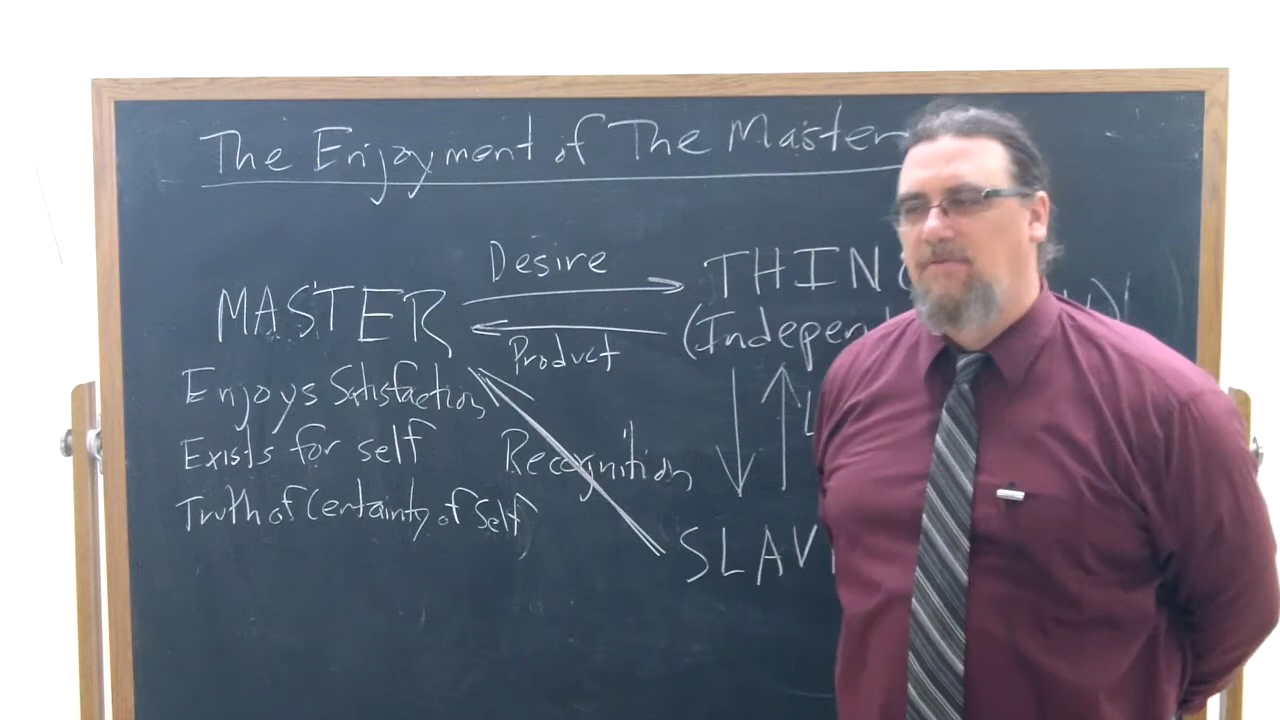 The Enjoyment of The Master
Desire
THIN
MASTER
(Indepen
Product
Enjoys Satisfaction
Exists for self
Recognition
Truth of Certainty of Self
SLAV